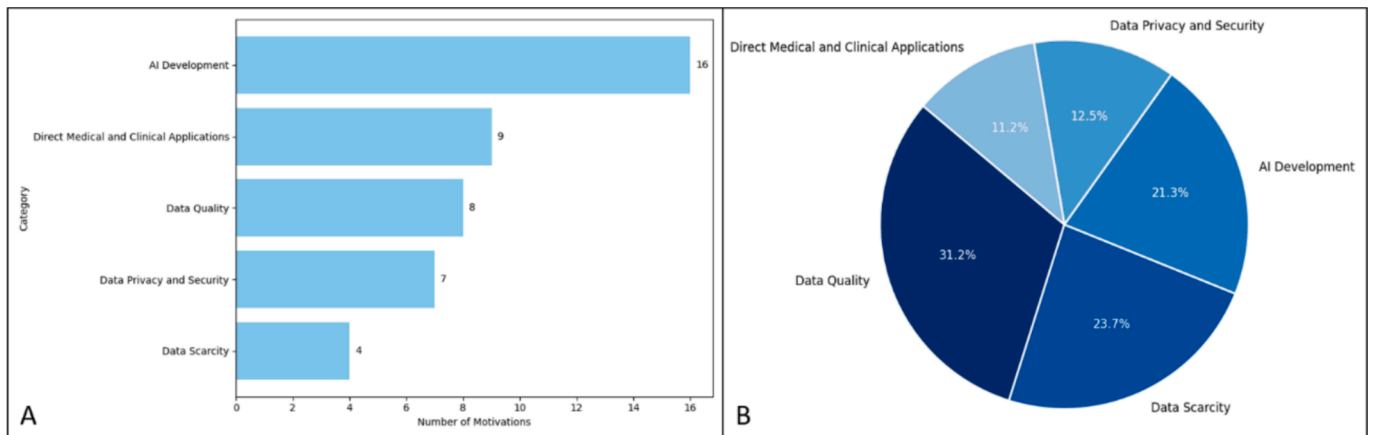 AI Development
16
Direct Medical and Clinical Applications
9
Data Quality
8
Data Privacy and Security
7
Data Scarcity
4
Category
0 2 4 6 8 10 12 14 16
Number of Motivations
A
Data Privacy and Security
Direct Medical and Clinical Applications
12.5%
11.2%
AI Development
21.3%
31.2%
Data Quality
23.7%
Data Scarcity
B